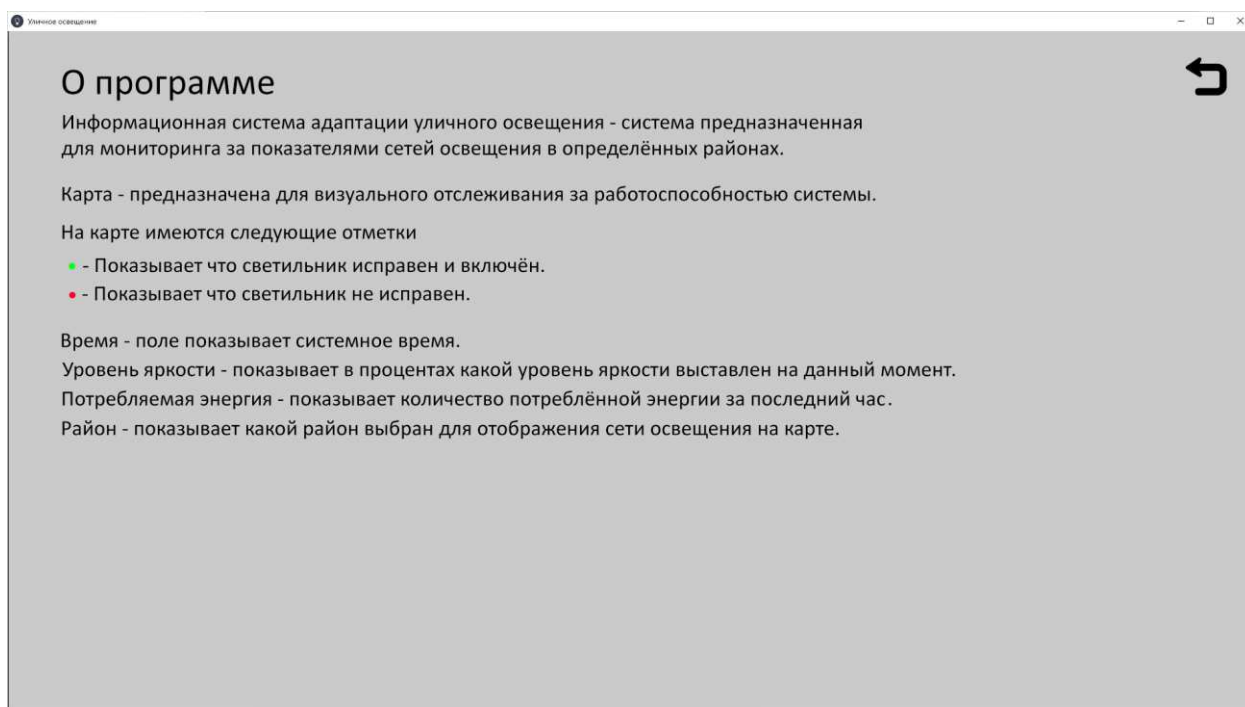 Уличное освещение
О программе
Информационная система адаптации уличного освещения - система предназначенная
для мониторинга за показателями сетей освещения в определённых районах.
Карта - предназначена для визуального отслеживания за работоспособностью системы.
На карте имеются следующие отметки
- Показывает что светильник исправен и включён.
- Показывает что светильник не исправен.
Время - поле показывает системное время.
Уровень яркости - показывает в процентах какой уровень яркости выставлен на данный момент.
Потребляемая энергия - показывает количество потреблённой энергии за последний час.
Район - показывает какой район выбран для отображения сети освещения на карте.